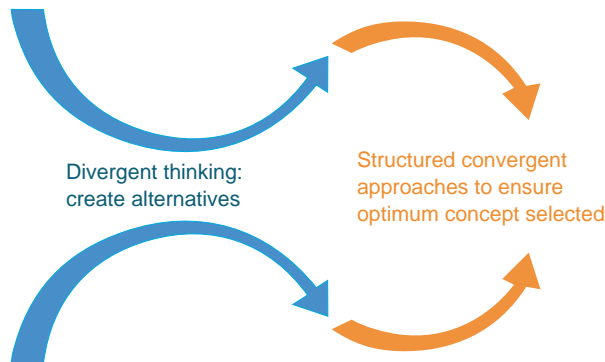 Divergent thinking:
create alternatives
Structured convergent
approaches to ensure
optimum concept selected